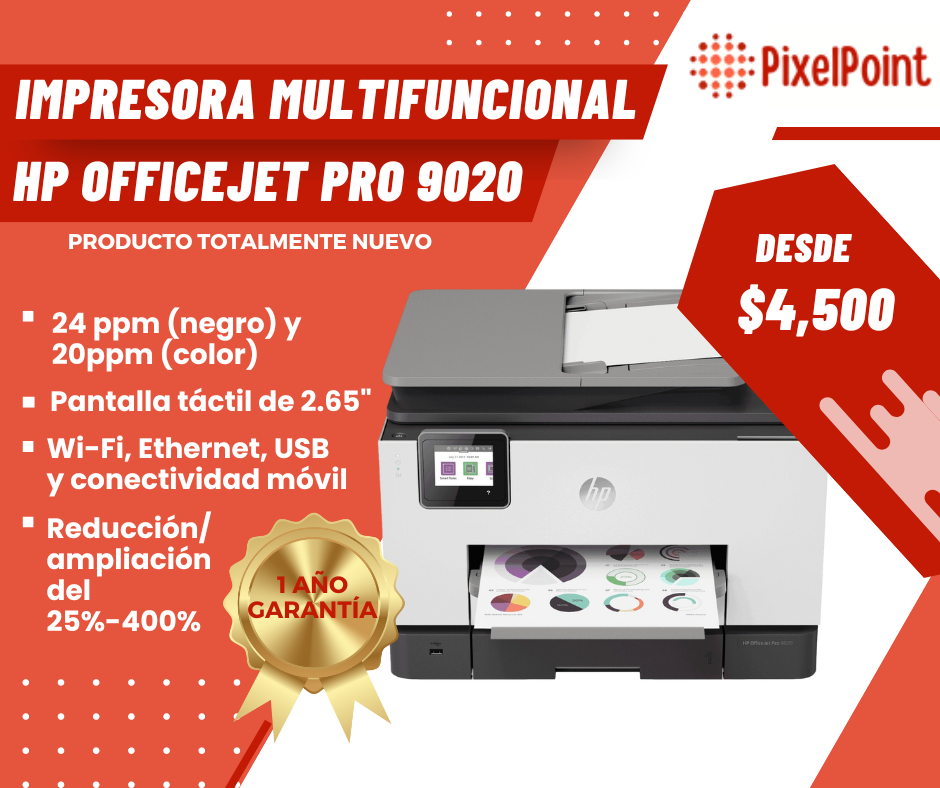 PixelPoint
IMPRESORA MULTIFUNCIONAL
HP OFFICEJET PRO 9020
PRODUCTO TOTALMENTE NUEVO
DESDE
$4,500
24 ppm (negro) y
20ppm (color)
Pantalla táctil de 2.65"
Wi-Fi, Ethernet, USB
y conectividad móvil
Reducción/
ampliación
del
25%-400%
1 AÑO
GARANTÍA
hp
HP OfficeJet Pro 9020